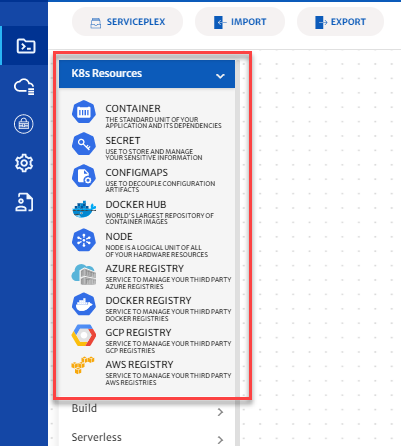 SERVICEPLEX
IMPORT
EXPORT
K8s Resources
CONTAINER
THE STANDARD UNIT OF YOUR
APPLICATION AND ITS DEPENDENCIES
SECRET
USE TO STORE AND MANAGE
YOUR SENSITIVE INFORMATION
CONFIGMAPS
USE TO DECOUPLE CONFIGURATION
ARTIFACTS
DOCKER HUB
WORLD'S LARGEST REPOSITORY OF
CONTAINER IMAGES
NODE
NODE IS A LOGICAL UNIT OF ALL
OF YOUR HARDWARE RESOURCES
AZURE REGISTRY
SERVICE TO MANAGE YOUR THIRD PARTY
AZURE REGISTRIES
DOCKER REGISTRY
SERVICE TO MANAGE YOUR THIRD PARTY
DOCKER REGISTRIES
GCP REGISTRY
SERVICE TO MANAGE YOUR THIRD PARTY
GCP REGISTRIES
AWS REGISTRY
SERVICE TO MANAGE YOUR THIRD PARTY
AWS REGISTRIES
Build
Serverless